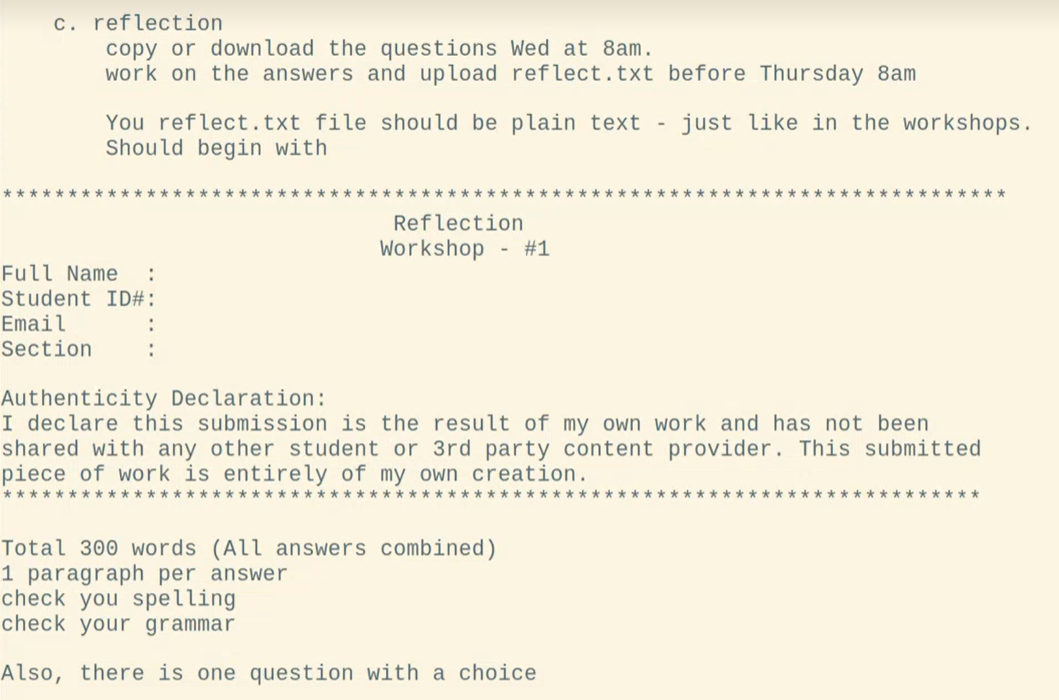 c. reflection
copy or download the questions Wed at 8am.
work on the answers and upload reflect.txt before Thursday 8am
You reflect.txt file should be plain text - just like in the workshops.
Should begin with
*****************************************************************************
Reflection
Workshop - #1
Full Name :
Student ID#:
Email :
Section :
Authenticity Declaration:
I declare this submission is the result of my own work and has not been
shared with any other student or 3rd party content provider. This submitted
piece of work is entirely of my own creation.
***************************************************************************
Total 300 words (All answers combined)
1 paragraph per answer
check you spelling
check your grammar
Also, there is one question with a choice